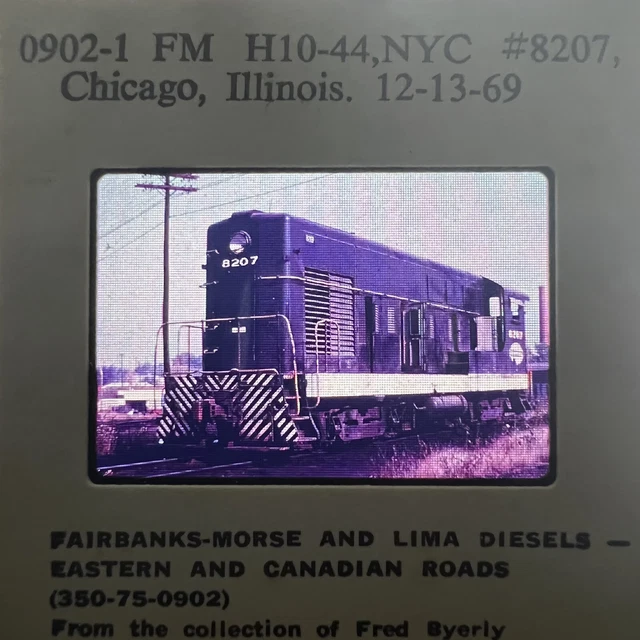 0902-1 FM H10-44,NYC #8207,
Chicago, Illinois. 12-13-69
8207
FAIRBANKS-MORSE AND LIMA DIESELS —
EASTERN AND CANADIAN ROADS
(350-75-0902)
From the collection of Fred Byerly